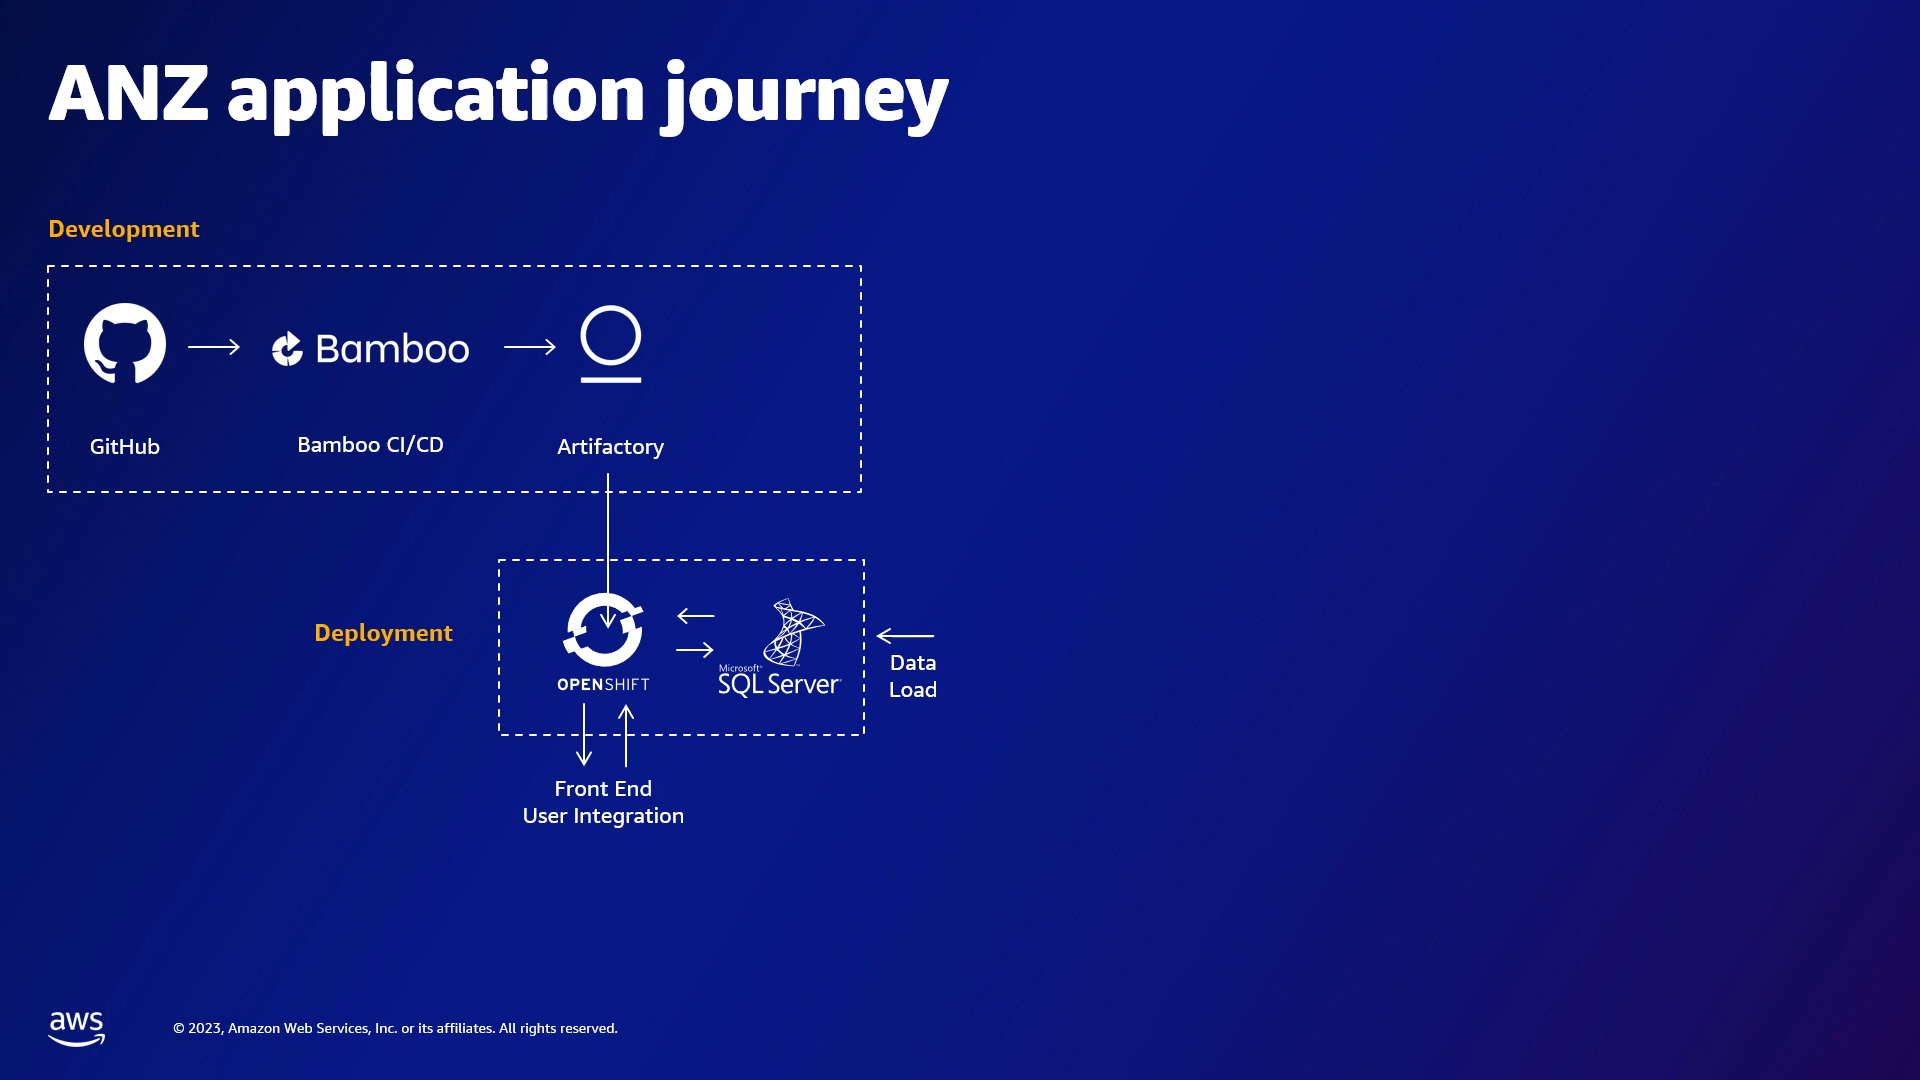 ANZ application journey
Development
Bamboo
GitHub
Bamboo CI/CD
Artifactory
Deployment
OPENSHIFT
Microsoft®
SQL Server
Data
Load
Front End
User Integration
aws
© 2023, Amazon Web Services, Inc. or its affiliates. All rights reserved.